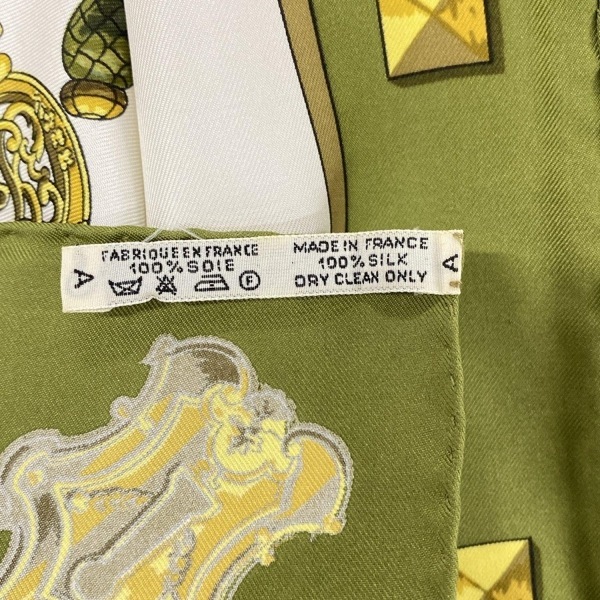 A
FABRIQUE EN FRANCE
100% SOIE
F
MADE IN FRANCE
100% SILK
DRY CLEAN ONLY
A